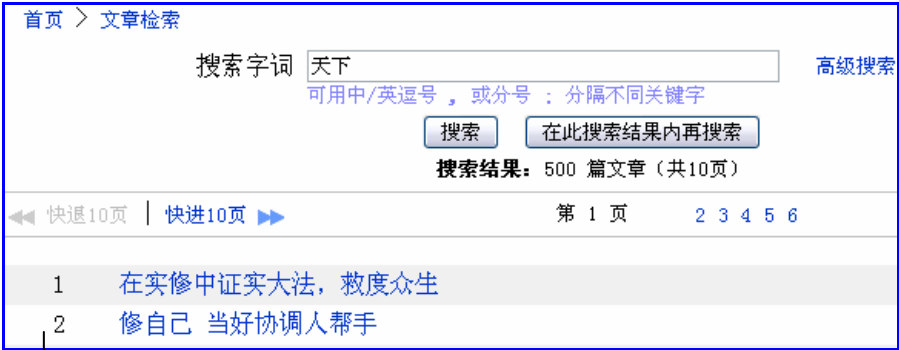 首页 > 文章检索
搜索字词 天下 高级搜索
可用中/英逗号 ，或分号 ；分隔不同关键字
搜索 在此搜索结果内再搜索
搜索结果：500 篇文章（共10页）
快退10页 快进10页 第 1 页 2 3 4 5 6
1 在实修中证实大法，救度众生
2 修自己 当好协调人帮手